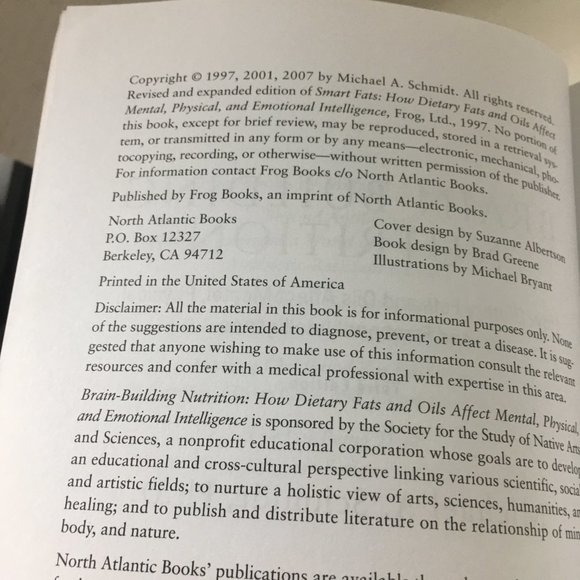 Copyright © 1997, 2001, 2007 by Michael A. Schmidt. All rights reserved.
Revised and expanded edition of Smart Fats: How Dietary Fats and Oils Affect
Mental, Physical, and Emotional Intelligence, Frog, Ltd., 1997. No portion of
this book, except for brief review, may be reproduced, stored in a retrieval sys-
tem, or transmitted in any form or by any means—electronic, mechanical, pho-
tocopying, recording, or otherwise—without written permission of the publisher.
For information contact Frog Books c/o North Atlantic Books.
Published by Frog Books, an imprint of North Atlantic Books.
North Atlantic Books
P.O. Box 12327
Berkeley, CA 94712
Cover design by Suzanne Albertson
Book design by Brad Greene
Illustrations by Michael Bryant
Printed in the United States of America
Disclaimer: All the material in this book is for informational purposes only. None
of the suggestions are intended to diagnose, prevent, or treat a disease. It is sug-
gested that anyone wishing to make use of this information consult the relevant
resources and confer with a medical professional with expertise in this area.
Brain-Building Nutrition: How Dietary Fats and Oils Affect Mental, Physical,
and Emotional Intelligence is sponsored by the Society for the Study of Native Arts
and Sciences, a nonprofit educational corporation whose goals are to develop
an educational and cross-cultural perspective linking various scientific, social
and artistic fields; to nurture a holistic view of arts, sciences, humanities, an
healing; and to publish and distribute literature on the relationship of min
body, and nature.
North Atlantic Books' publications are available